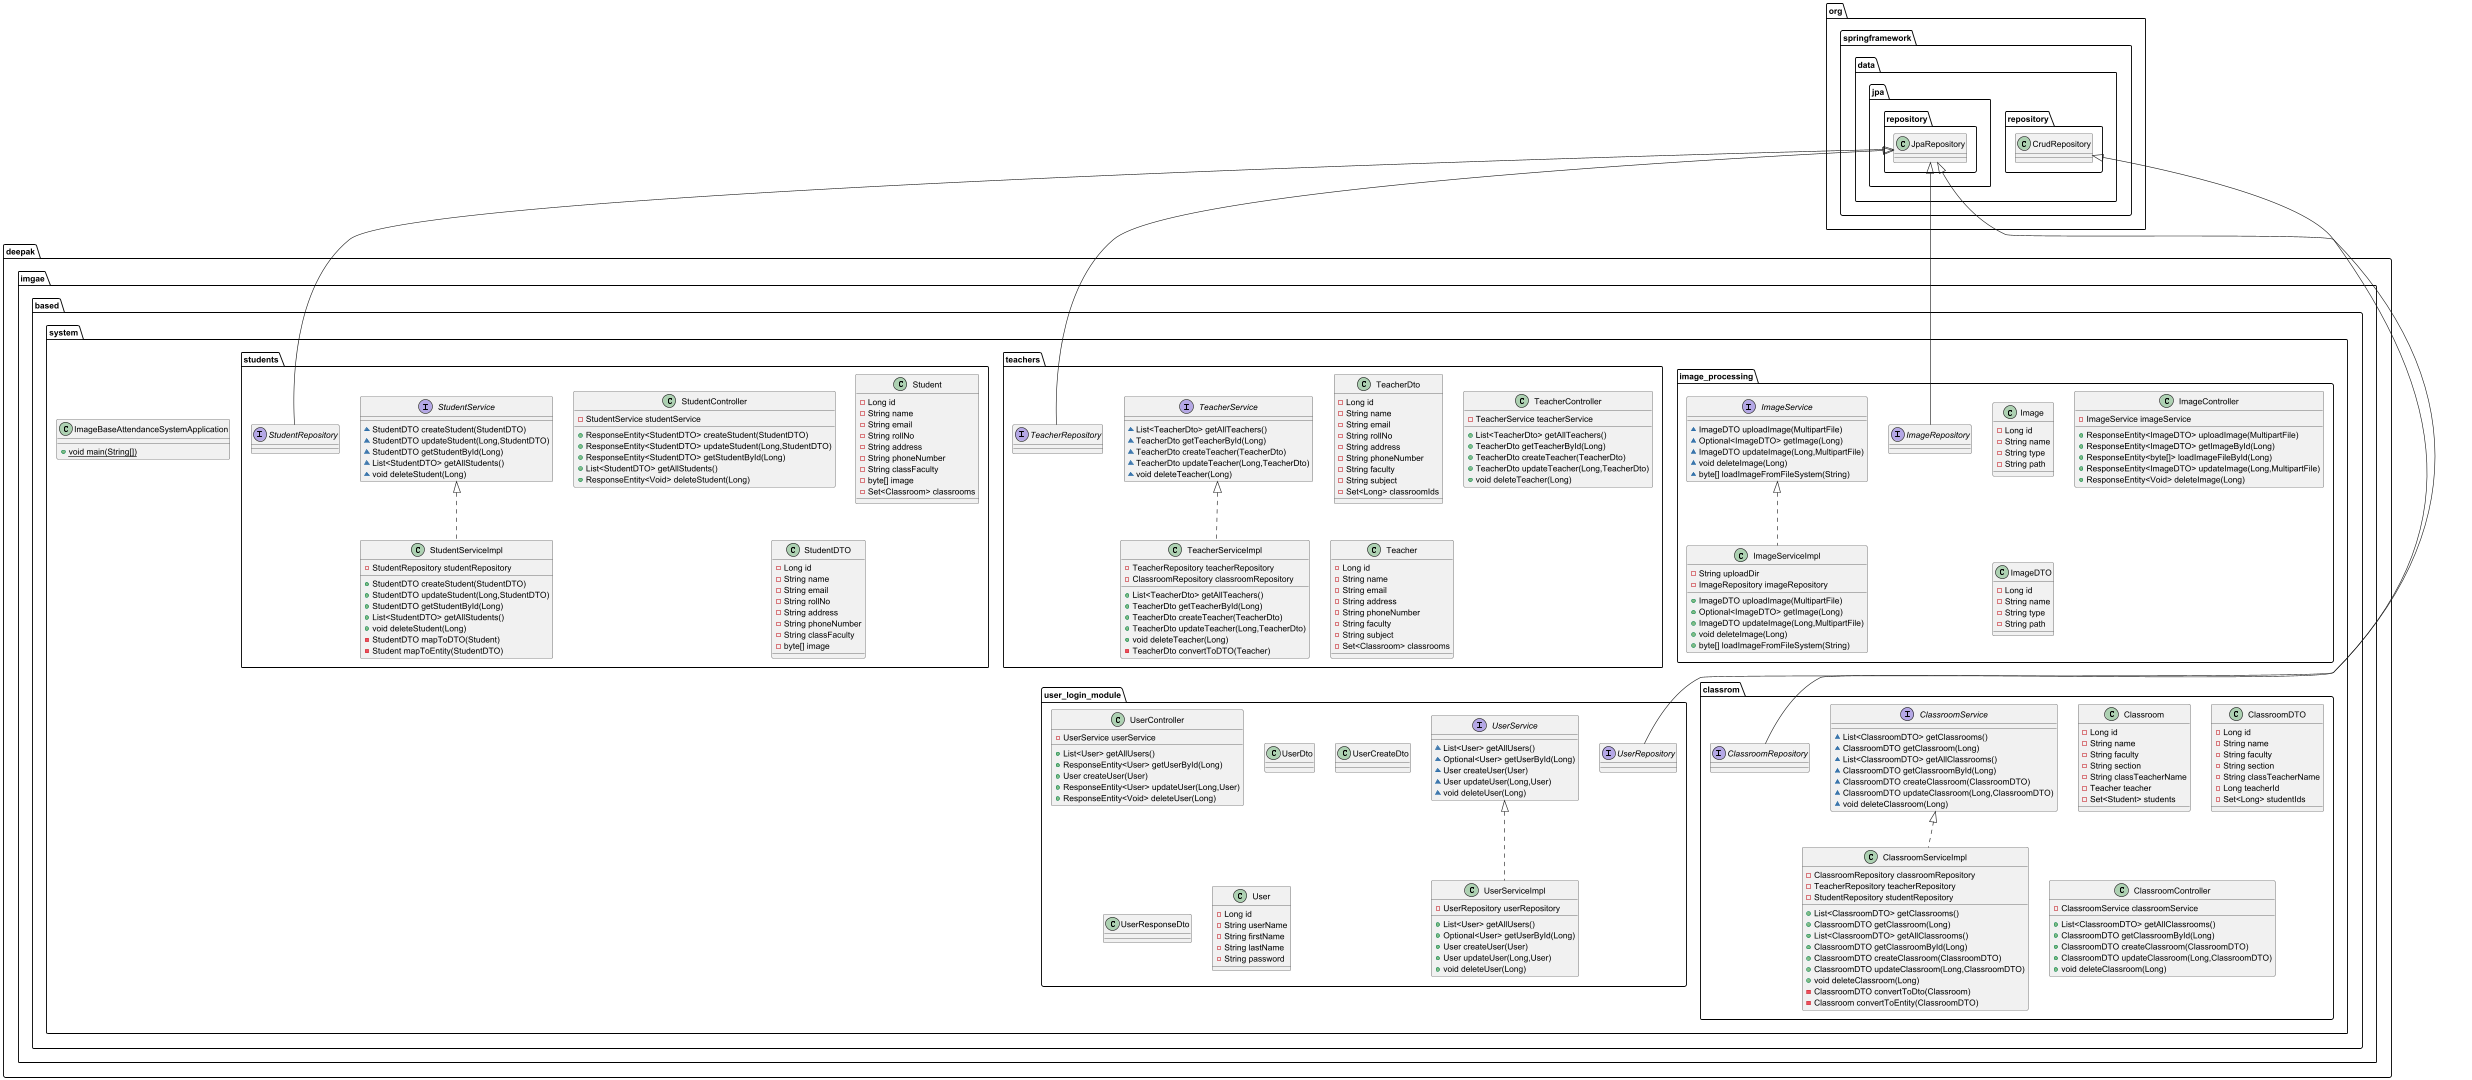 org
springframework
data
jpa
repository
repository
C JpaRepository
C CrudRepository
deepak
imgae
based
system
C ImageBaseAttendanceSystemApplication
void main(String[])
students
I StudentRepository
I StudentService
StudentDTO createStudent(StudentDTO)
StudentDTO updateStudent(Long,StudentDTO)
StudentDTO getStudentById(Long)
List<StudentDTO> getAllStudents()
void deleteStudent(Long)
C StudentController
StudentService studentService
ResponseEntity<StudentDTO> createStudent(StudentDTO)
ResponseEntity<StudentDTO> updateStudent(Long,StudentDTO)
ResponseEntity<StudentDTO> getStudentById(Long)
List<StudentDTO> getAllStudents()
ResponseEntity<Void> deleteStudent(Long)
C Student
Long id
String name
String email
String rollNo
String address
String phoneNumber
String classFaculty
byte[] image
Set<Classroom> classrooms
C StudentServiceImpl
StudentRepository studentRepository
StudentDTO createStudent(StudentDTO)
StudentDTO updateStudent(Long,StudentDTO)
StudentDTO getStudentById(Long)
List<StudentDTO> getAllStudents()
void deleteStudent(Long)
StudentDTO mapToDTO(Student)
Student mapToEntity(StudentDTO)
C StudentDTO
Long id
String name
String email
String rollNo
String address
String phoneNumber
String classFaculty
byte[] image
teachers
I TeacherRepository
I TeacherService
List<TeacherDto> getAllTeachers()
TeacherDto getTeacherById(Long)
TeacherDto createTeacher(TeacherDto)
TeacherDto updateTeacher(Long,TeacherDto)
void deleteTeacher(Long)
C TeacherDto
Long id
String name
String email
String rollNo
String address
String phoneNumber
String faculty
String subject
Set<Long> classroomIds
C TeacherController
TeacherService teacherService
List<TeacherDto> getAllTeachers()
TeacherDto getTeacherById(Long)
TeacherDto createTeacher(TeacherDto)
TeacherDto updateTeacher(Long,TeacherDto)
void deleteTeacher(Long)
C TeacherServiceImpl
TeacherRepository teacherRepository
ClassroomRepository classroomRepository
List<TeacherDto> getAllTeachers()
TeacherDto getTeacherById(Long)
TeacherDto createTeacher(TeacherDto)
TeacherDto updateTeacher(Long,TeacherDto)
void deleteTeacher(Long)
TeacherDto convertToDTO(Teacher)
C Teacher
Long id
String name
String email
String address
String phoneNumber
String faculty
String subject
Set<Classroom> classrooms
image_processing
I ImageService
ImageDTO uploadImage(MultipartFile)
Optional<ImageDTO> getImage(Long)
ImageDTO updateImage(Long,MultipartFile)
void deleteImage(Long)
byte[] loadImageFromFileSystem(String)
I ImageRepository
C Image
Long id
String name
String type
String path
C ImageController
ImageService imageService
ResponseEntity<ImageDTO> uploadImage(MultipartFile)
ResponseEntity<ImageDTO> getImageById(Long)
ResponseEntity<byte[]> loadImageFileById(Long)
ResponseEntity<ImageDTO> updateImage(Long,MultipartFile)
ResponseEntity<Void> deleteImage(Long)
C ImageServiceImpl
String uploadDir
ImageRepository imageRepository
ImageDTO uploadImage(MultipartFile)
Optional<ImageDTO> getImage(Long)
ImageDTO updateImage(Long,MultipartFile)
void deleteImage(Long)
byte[] loadImageFromFileSystem(String)
C ImageDTO
Long id
String name
String type
String path
user_login_module
C UserController
UserService userService
List<User> getAllUsers()
ResponseEntity<User> getUserById(Long)
User createUser(User)
ResponseEntity<User> updateUser(Long,User)
ResponseEntity<Void> deleteUser(Long)
C UserDto
C UserCreateDto
I UserService
List<User> getAllUsers()
Optional<User> getUserById(Long)
User createUser(User)
User updateUser(Long,User)
void deleteUser(Long)
I UserRepository
C UserResponseDto
C User
Long id
String userName
String firstName
String lastName
String password
C UserServiceImpl
UserRepository userRepository
List<User> getAllUsers()
Optional<User> getUserById(Long)
User createUser(User)
User updateUser(Long,User)
void deleteUser(Long)
classrom
I ClassroomRepository
I ClassroomService
List<ClassroomDTO> getClassrooms()
ClassroomDTO getClassroom(Long)
List<ClassroomDTO> getAllClassrooms()
ClassroomDTO getClassroomById(Long)
ClassroomDTO createClassroom(ClassroomDTO)
ClassroomDTO updateClassroom(Long,ClassroomDTO)
void deleteClassroom(Long)
C Classroom
Long id
String name
String faculty
String section
String classTeacherName
Teacher teacher
Set<Student> students
C ClassroomDTO
Long id
String name
String faculty
String section
String classTeacherName
Long teacherId
Set<Long> studentIds
C ClassroomServiceImpl
ClassroomRepository classroomRepository
TeacherRepository teacherRepository
StudentRepository studentRepository
List<ClassroomDTO> getClassrooms()
ClassroomDTO getClassroom(Long)
List<ClassroomDTO> getAllClassrooms()
ClassroomDTO getClassroomById(Long)
ClassroomDTO createClassroom(ClassroomDTO)
ClassroomDTO updateClassroom(Long,ClassroomDTO)
void deleteClassroom(Long)
ClassroomDTO convertToDto(Classroom)
Classroom convertToEntity(ClassroomDTO)
C ClassroomController
ClassroomService classroomService
List<ClassroomDTO> getAllClassrooms()
ClassroomDTO getClassroomById(Long)
ClassroomDTO createClassroom(ClassroomDTO)
ClassroomDTO updateClassroom(Long,ClassroomDTO)
void deleteClassroom(Long)